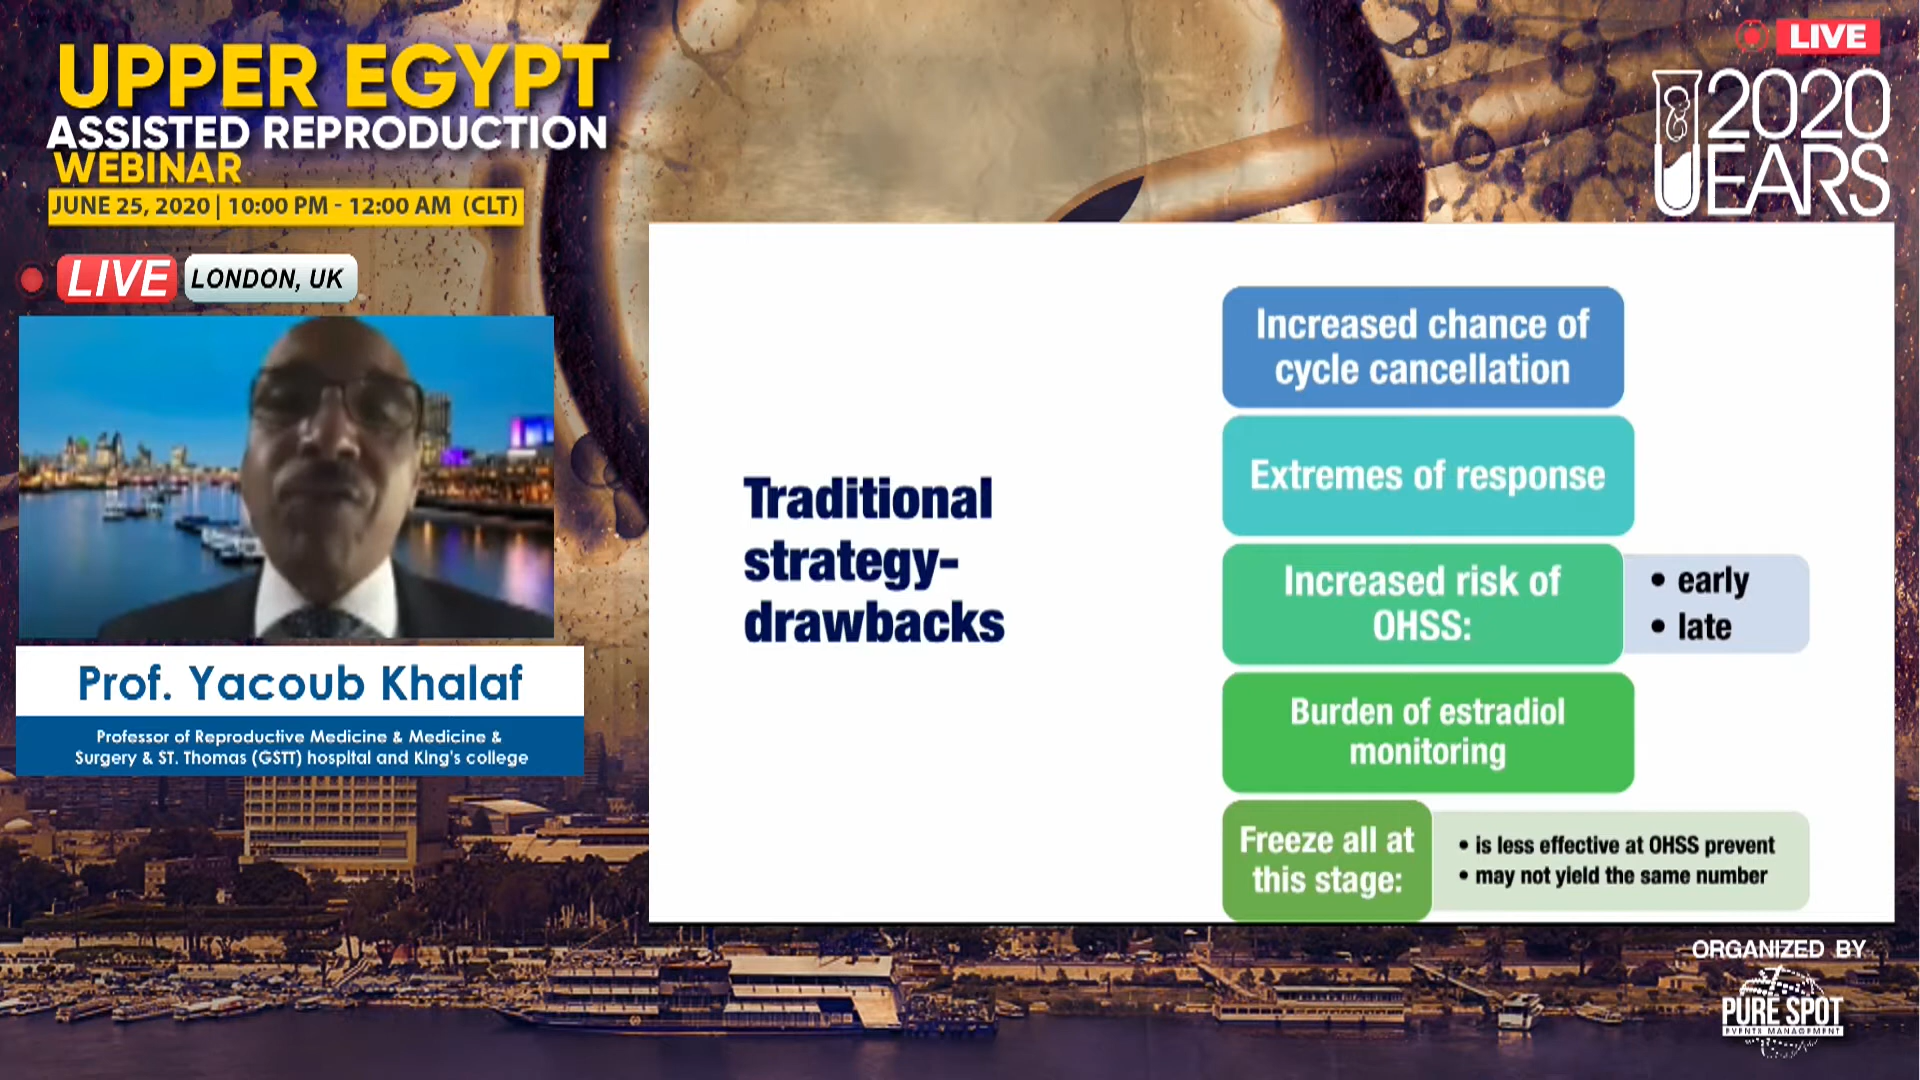 UPPER EGYPT
ASSISTED REPRODUCTION
WEBINAR
JUNE 25, 2020 | 10:00 PM - 12:00 AM (CLT)
LIVE
LONDON, UK
Prof. Yacoub Khalaf
Professor of Reproductive Medicine & Medicine &
Surgery & ST. Thomas (GSTT) hospital and King's college
LIVE
2020
UEARS
Traditional
strategy-
drawbacks
Increased chance of
cycle cancellation
Extremes of response
Increased risk of
OHSS:
• early
• late
Burden of estradiol
monitoring
Freeze all at
this stage:
• is less effective at OHSS prevent
• may not yield the same number
ORGANIZED BY
PURE SPOT
EVENTS MANAGEMENT